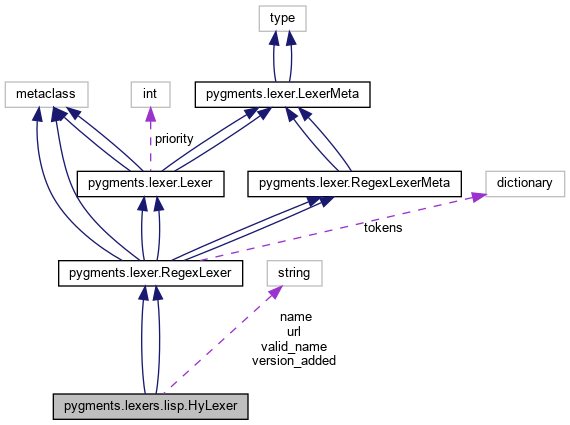 type
metaclass
int
pygments.lexer.LexerMeta
priority
pygments.lexer.Lexer
pygments.lexer.RegexLexerMeta
dictionary
tokens
pygments.lexer.RegexLexer
string
name
url
valid_name
version_added
pygments.lexers.lisp.HyLexer